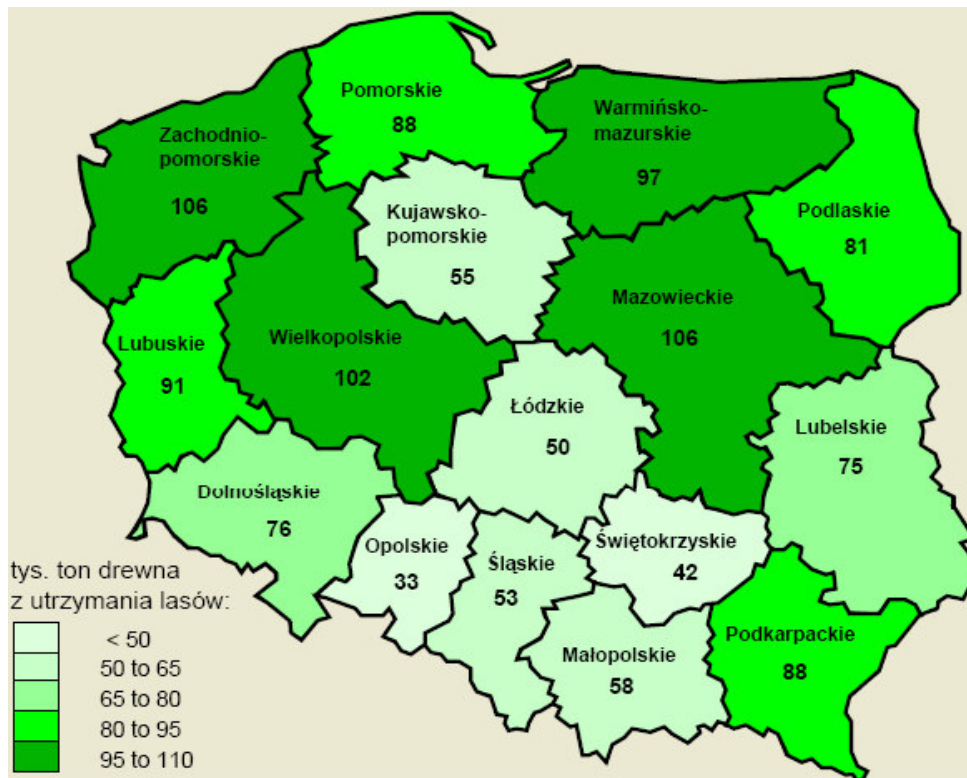 Pomorskie
88
Warmińsko-
mazurskie
97
Zachodnio-
pomorskie
106
Podlaskie
81
Kujawsko-
pomorskie
55
Mazowieckie
106
Wielkopolskie
102
Lubuskie
91
Łódzkie
50
Lubelskie
75
Dolnośląskie
76
Opolskie
33
Śląskie
53
Świętokrzyskie
42
Małopolskie
58
Podkarpackie
88
tys. ton drewna
z utrzymania lasów:
< 50
50 to 65
65 to 80
80 to 95
95 to 110